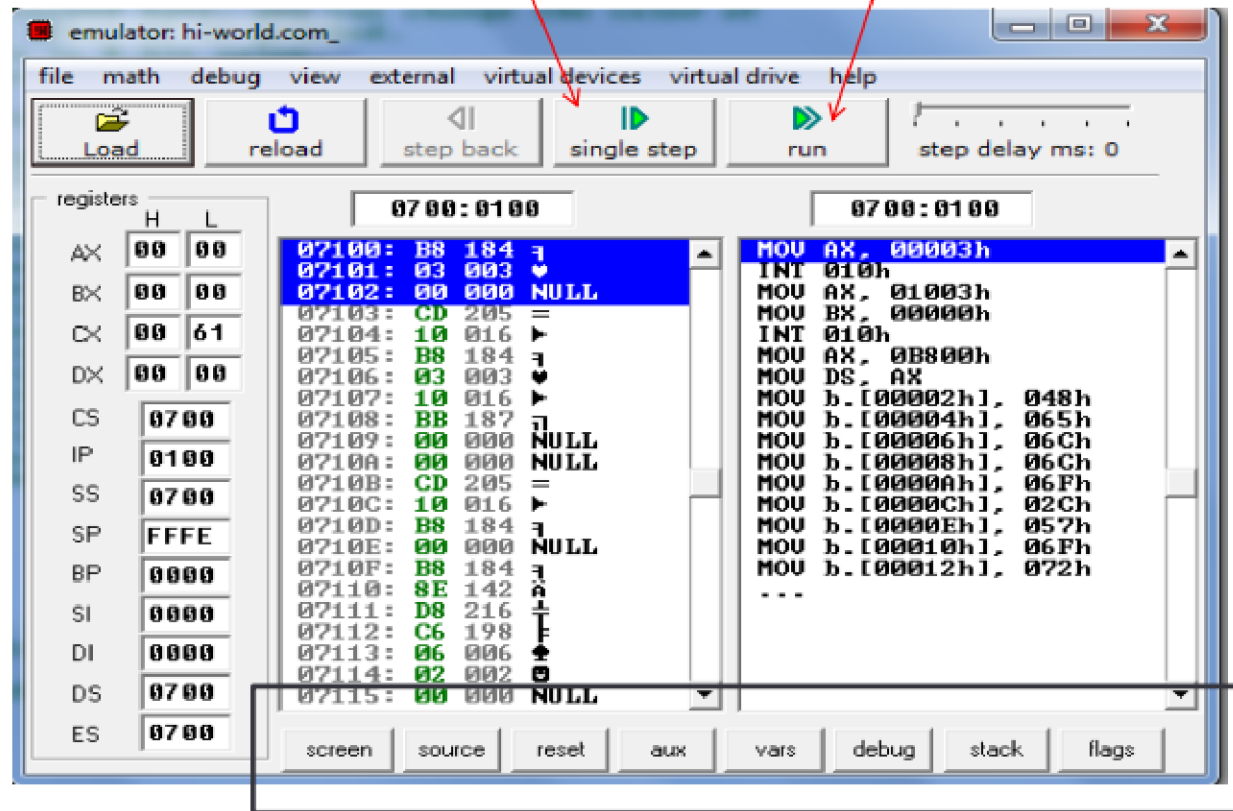 emulator: hi-world.com_
file math debug view external virtual devices virtual drive help
Load reload step back single step run step delay ms: 0
registers
H L
0700:0100 0700:0100
AX 00 00
BX 00 00
CX 00 61
DX 00 00
CS 0700
IP 0100
SS 0700
SP FFFE
BP 0000
SI 0000
DI 0000
DS 0700
ES 0700
07100: B8 184 ╕
07101: 03 003 ♥
07102: 00 000 NULL
07103: CD 205 ═
07104: 10 016 ►
07105: B8 184 ╕
07106: 03 003 ♥
07107: 10 016 ►
07108: BB 187 ╗
07109: 00 000 NULL
0710A: 00 000 NULL
0710B: CD 205 ═
0710C: 10 016 ►
0710D: B8 184 ╕
0710E: 00 000 NULL
0710F: B8 184 ╕
07110: 8E 142 Ä
07111: D8 216 ╪
07112: C6 198 ╞
07113: 06 006 ♠
07114: 02 002 ☻
07115: 00 000 NULL
MOV AX, 00003h
INT 010h
MOV AX, 01003h
MOV BX, 00000h
INT 010h
MOV AX, 0B800h
MOV DS, AX
MOV b.[00002h], 048h
MOV b.[00004h], 065h
MOV b.[00006h], 06Ch
MOV b.[00008h], 06Ch
MOV b.[0000Ah], 06Fh
MOV b.[0000Ch], 02Ch
MOV b.[0000Eh], 057h
MOV b.[00010h], 06Fh
MOV b.[00012h], 072h
...
screen source reset aux vars debug stack flags